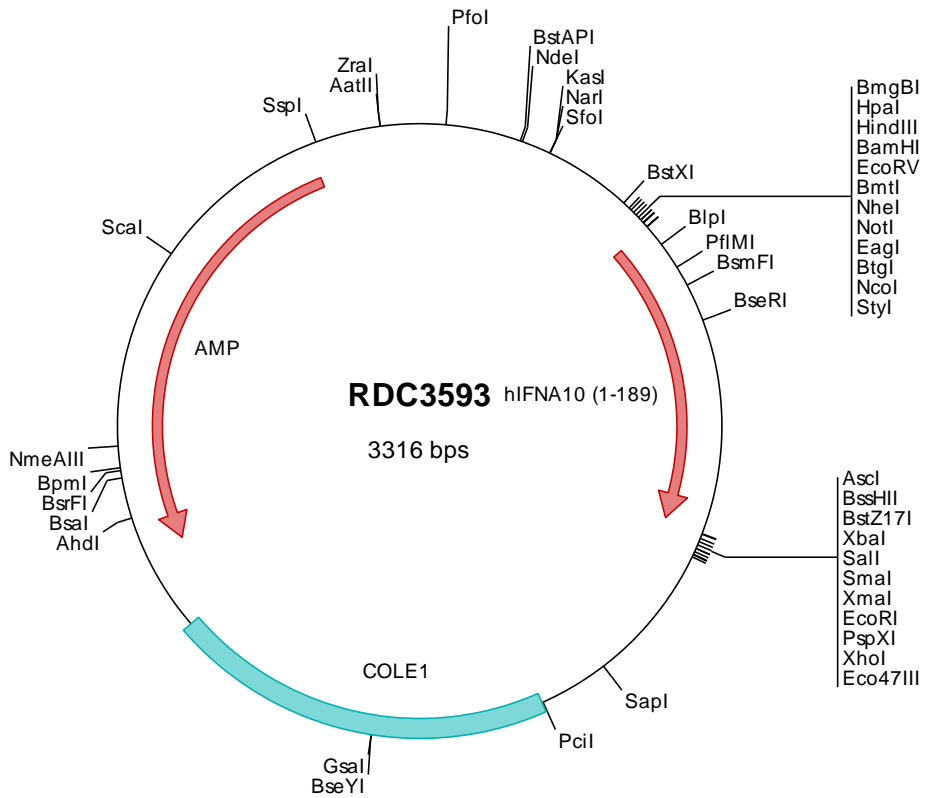 PfoI
BstAPI
NdeI
KasI
NarI
SfoI
ZraI
AatII
SspI
ScaI
BstXI
BmgBI
HpaI
HindIII
BamHI
EcoRV
BmtI
NheI
NotI
EagI
BtgI
NcoI
StyI
BlpI
PflMI
BsmFI
BseRI
AMP
RDC3593
hIFNA10 (1-189)
3316 bps
NmeAIII
BpmI
BsrFI
BsaI
AhdI
AscI
BssHII
BstZ17I
XbaI
SalI
SmaI
XmaI
EcoRI
PspXI
XhoI
Eco47III
COLE1
SapI
PciI
GsaI
BseYI